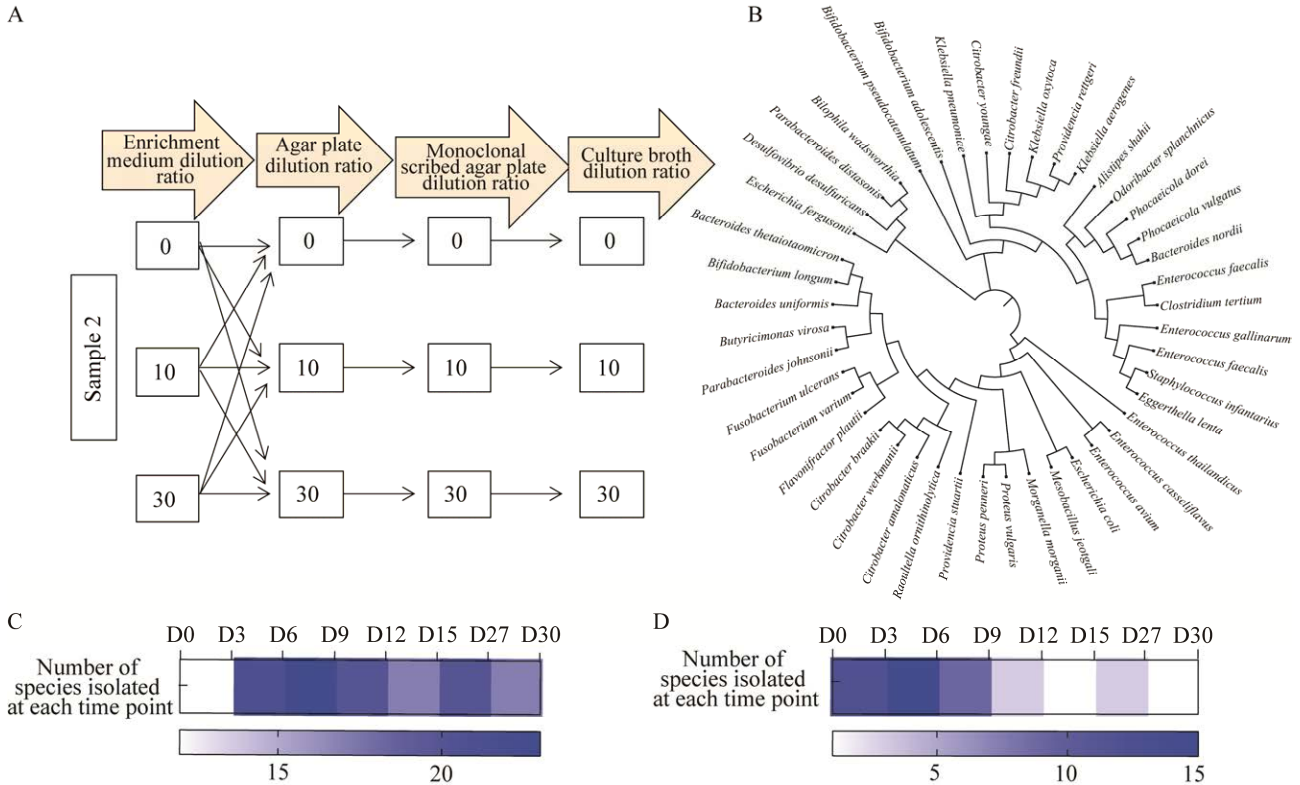 A
Enrichment
medium dilution
ratio
Agar plate
dilution ratio
Monoclonal
scribed agar plate
dilution ratio
Culture broth
dilution ratio
Sample 2
0
0
0
0
10
10
10
10
30
30
30
30
B
Bifidobacterium pseudocatenulatum
Bifidobacterium adolescentis
Klebsiella pneumonice
Citrobacter youngae
Citrobacter freundii
Klebsiella oxytoca
Providencia rettgeri
Klebsiella aerogenes
Alistipes shahii
Odoribacter splanchnicus
Phocaeicola dorei
Phocaeicola vulgatus
Bacteroides nordii
Enterococcus faecalis
Clostridium tertium
Enterococcus gallinarum
Enterococcus faecalis
Staphylococcus infantarius
Eggerthella lenta
Enterococcus thailandicus
Enterococcus casseliflavus
Enterococcus avium
Escherichia coli
Mesobacillus jeotgali
Morganella morganii
Proteus vulgaris
Proteus penneri
Providencia stuartii
Raoultella ornithinolytica
Citrobacter amalonaticus
Citrobacter werkmanii
Citrobacter braakii
Flavonifractor plautii
Fusobacterium varium
Fusobacterium ulcerans
Parabacteroides johnsonii
Butyricimonas virosa
Bacteroides uniformis
Bifidobacterium longum
Bacteroides thetaiotaomicron
Escherichia fergusonii
Desulfovibrio desulfuricans
Parabacteroides distasonis
Bilophila wadsworthia
C
D0 D3 D6 D9 D12 D15 D27 D30
Number of
species isolated
at each time point
15 20
D
D0 D3 D6 D9 D12 D15 D27 D30
Number of
species isolated
at each time point
5 10 15